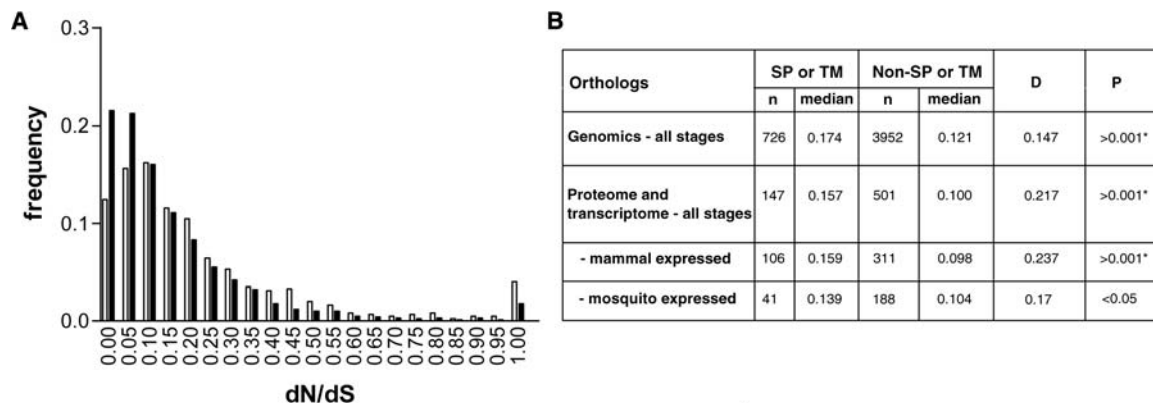 A
0.3
0.2
0.1
0.0
frequency
0.00 0.05 0.10 0.15 0.20 0.25 0.30 0.35 0.40 0.45 0.50 0.55 0.60 0.65 0.70 0.75 0.80 0.85 0.90 0.95 1.00
dN/dS
B
Orthologs SP or TM Non-SP or TM D P
n median n median
Genomics - all stages 726 0.174 3952 0.121 0.147 >0.001*
Proteome and
transcriptome - all stages 147 0.157 501 0.100 0.217 >0.001*
- mammal expressed 106 0.159 311 0.098 0.237 >0.001*
- mosquito expressed 41 0.139 188 0.104 0.17 <0.05